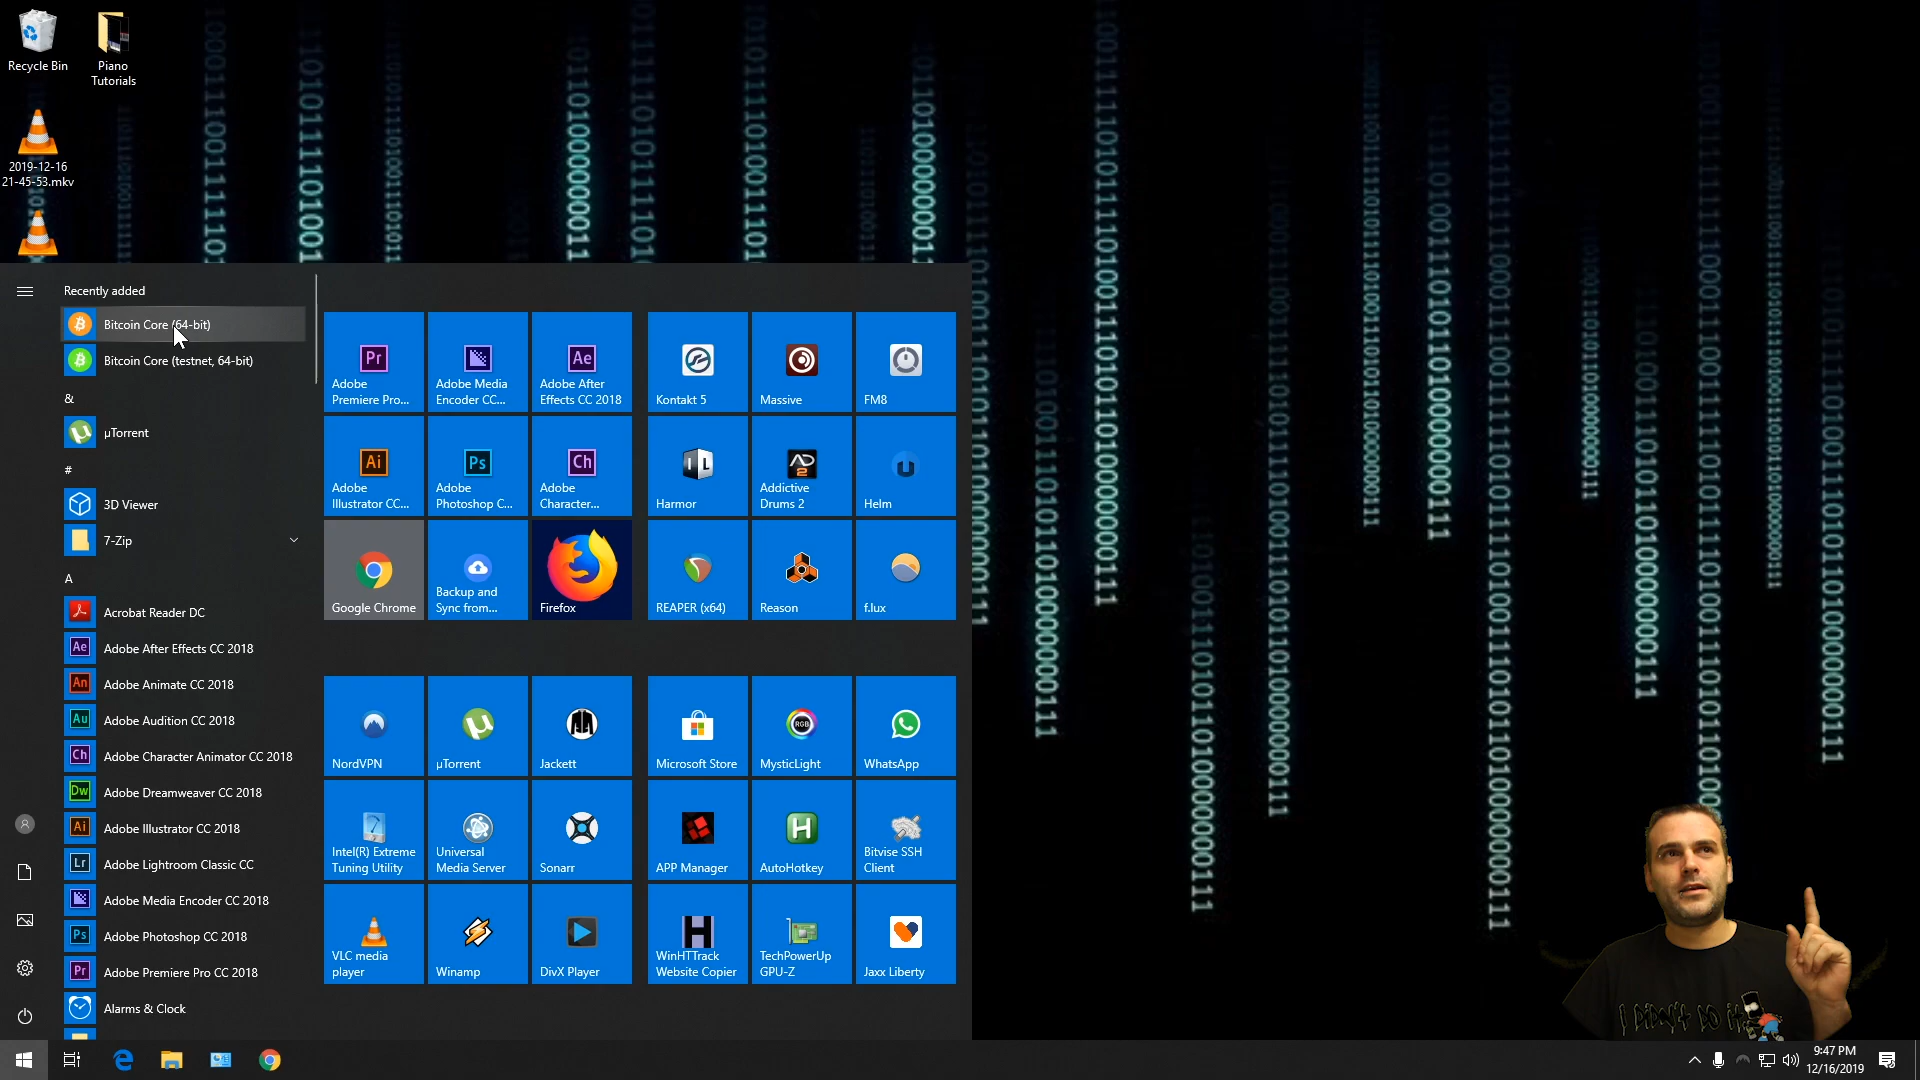 Recycle Bin
Piano
Tutorials
2019-12-16
21-45-53.mkv
Recently added
Bitcoin Core (64-bit)
Bitcoin Core (testnet, 64-bit)
&
µTorrent
#
3D Viewer
7-Zip
A
Acrobat Reader DC
Adobe After Effects CC 2018
Adobe Animate CC 2018
Adobe Audition CC 2018
Adobe Character Animator CC 2018
Adobe Dreamweaver CC 2018
Adobe Illustrator CC 2018
Adobe Lightroom Classic CC
Adobe Media Encoder CC 2018
Adobe Photoshop CC 2018
Adobe Premiere Pro CC 2018
Alarms & Clock
Adobe
Premiere Pro...
Adobe Media
Encoder CC...
Adobe After
Effects CC 2018
Kontakt 5
Massive
FM8
Adobe
Illustrator CC...
Adobe
Photoshop C...
Adobe
Character...
Harmor
Addictive
Drums 2
Helm
Google Chrome
Backup and
Sync from...
Firefox
REAPER (x64)
Reason
f.lux
NordVPN
µTorrent
Jackett
Microsoft Store
MysticLight
WhatsApp
Intel(R) Extreme
Tuning Utility
Universal
Media Server
Sonarr
APP Manager
AutoHotkey
Bitvise SSH
Client
VLC media
player
Winamp
DivX Player
WinHTTrack
Website Copier
TechPowerUp
GPU-Z
Jaxx Liberty
I DIDN'T DO IT
9:47 PM
12/16/2019